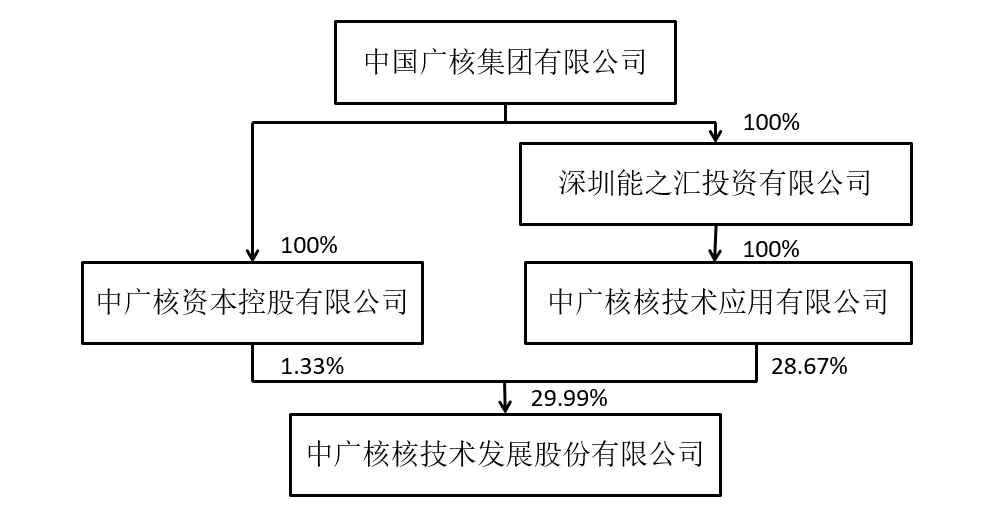 中国广核集团有限公司
100%
深圳能之汇投资有限公司
100%
100%
中广核资本控股有限公司
中广核核技术应用有限公司
1.33%
28.67%
29.99%
中广核核技术发展股份有限公司